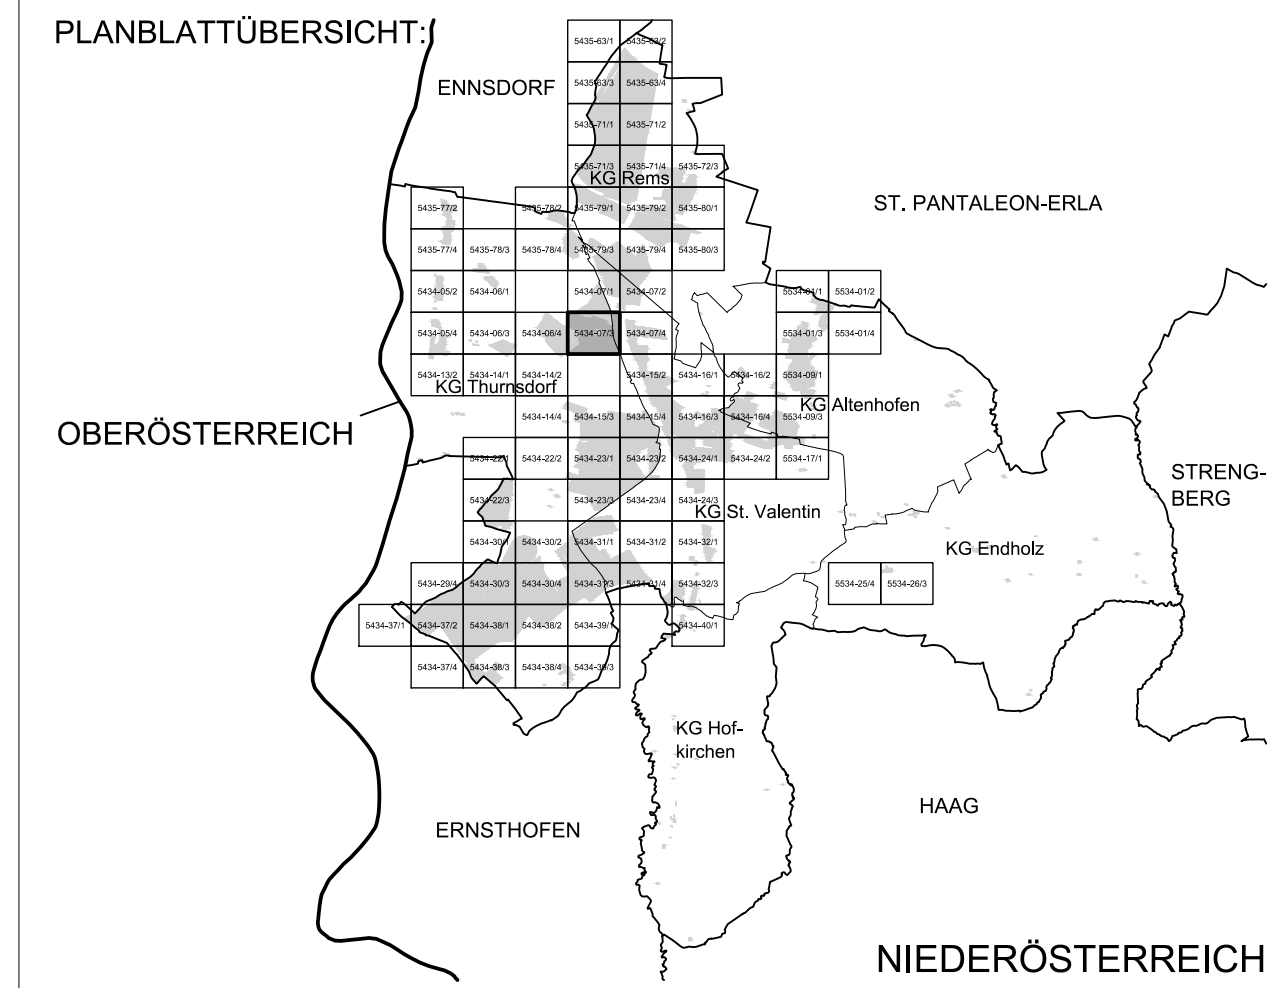 PLANBLATTÜBERSICHT:
5435-63/1 5435-63/2
ENNSDORF
5435-63/3 5435-63/4
5435-71/1 5435-71/2
5435-71/3 5435-71/4 5435-72/3
KG Rems
ST. PANTALEON-ERLA
5435-77/2 5435-78/2 5435-79/1 5435-79/2 5435-80/1
5435-77/4 5435-78/3 5435-78/4 5435-79/3 5435-79/4 5435-80/3
5434-05/2 5434-06/1 5434-07/1 5434-07/2 5534-01/1 5534-01/2
5434-05/4 5434-06/3 5434-06/4 5434-07/3 5434-07/4 5534-01/3 5534-01/4
5434-13/2 5434-14/1 5434-14/2 5434-15/2 5434-16/1 5434-16/2 5534-09/1
KG Thurnsdorf
KG Altenhofen
5434-14/4 5434-15/3 5434-15/4 5434-16/3 5434-16/4 5534-09/3
OBERÖSTERREICH
5434-22/1 5434-22/2 5434-23/1 5434-23/2 5434-24/1 5434-24/2 5534-17/1
STRENG-
BERG
5434-22/3 5434-23/3 5434-23/4 5434-24/3
KG St. Valentin
5434-30/1 5434-30/2 5434-31/1 5434-31/2 5434-32/1
KG Endholz
5434-29/4 5434-30/3 5434-30/4 5434-31/3 5434-31/4 5434-32/3 5534-25/4 5534-26/3
5434-37/1 5434-37/2 5434-38/1 5434-38/2 5434-39/1 5434-40/1
5434-37/4 5434-38/3 5434-38/4 5434-39/3
KG Hof-
kirchen
HAAG
ERNSTHOFEN
NIEDERÖSTERREICH